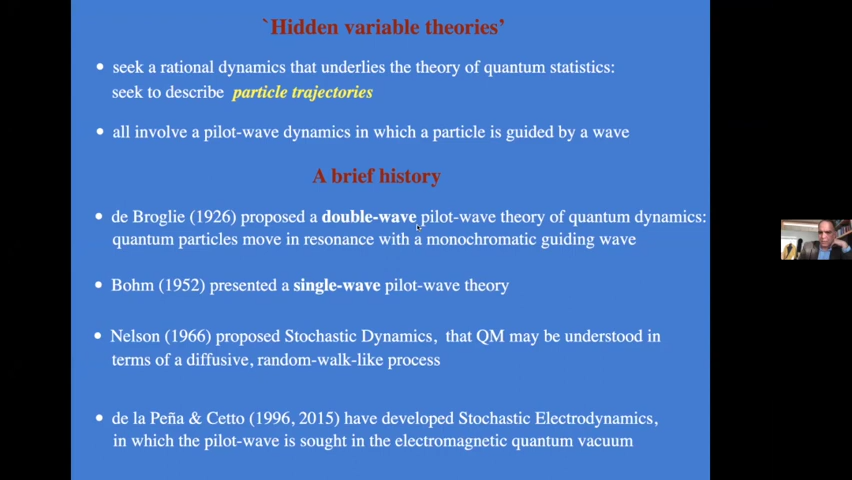 `Hidden variable theories’
• seek a rational dynamics that underlies the theory of quantum statistics:
seek to describe particle trajectories
• all involve a pilot-wave dynamics in which a particle is guided by a wave
A brief history
• de Broglie (1926) proposed a double-wave pilot-wave theory of quantum dynamics:
quantum particles move in resonance with a monochromatic guiding wave
• Bohm (1952) presented a single-wave pilot-wave theory
• Nelson (1966) proposed Stochastic Dynamics, that QM may be understood in
terms of a diffusive, random-walk-like process
• de la Peña & Cetto (1996, 2015) have developed Stochastic Electrodynamics,
in which the pilot-wave is sought in the electromagnetic quantum vacuum